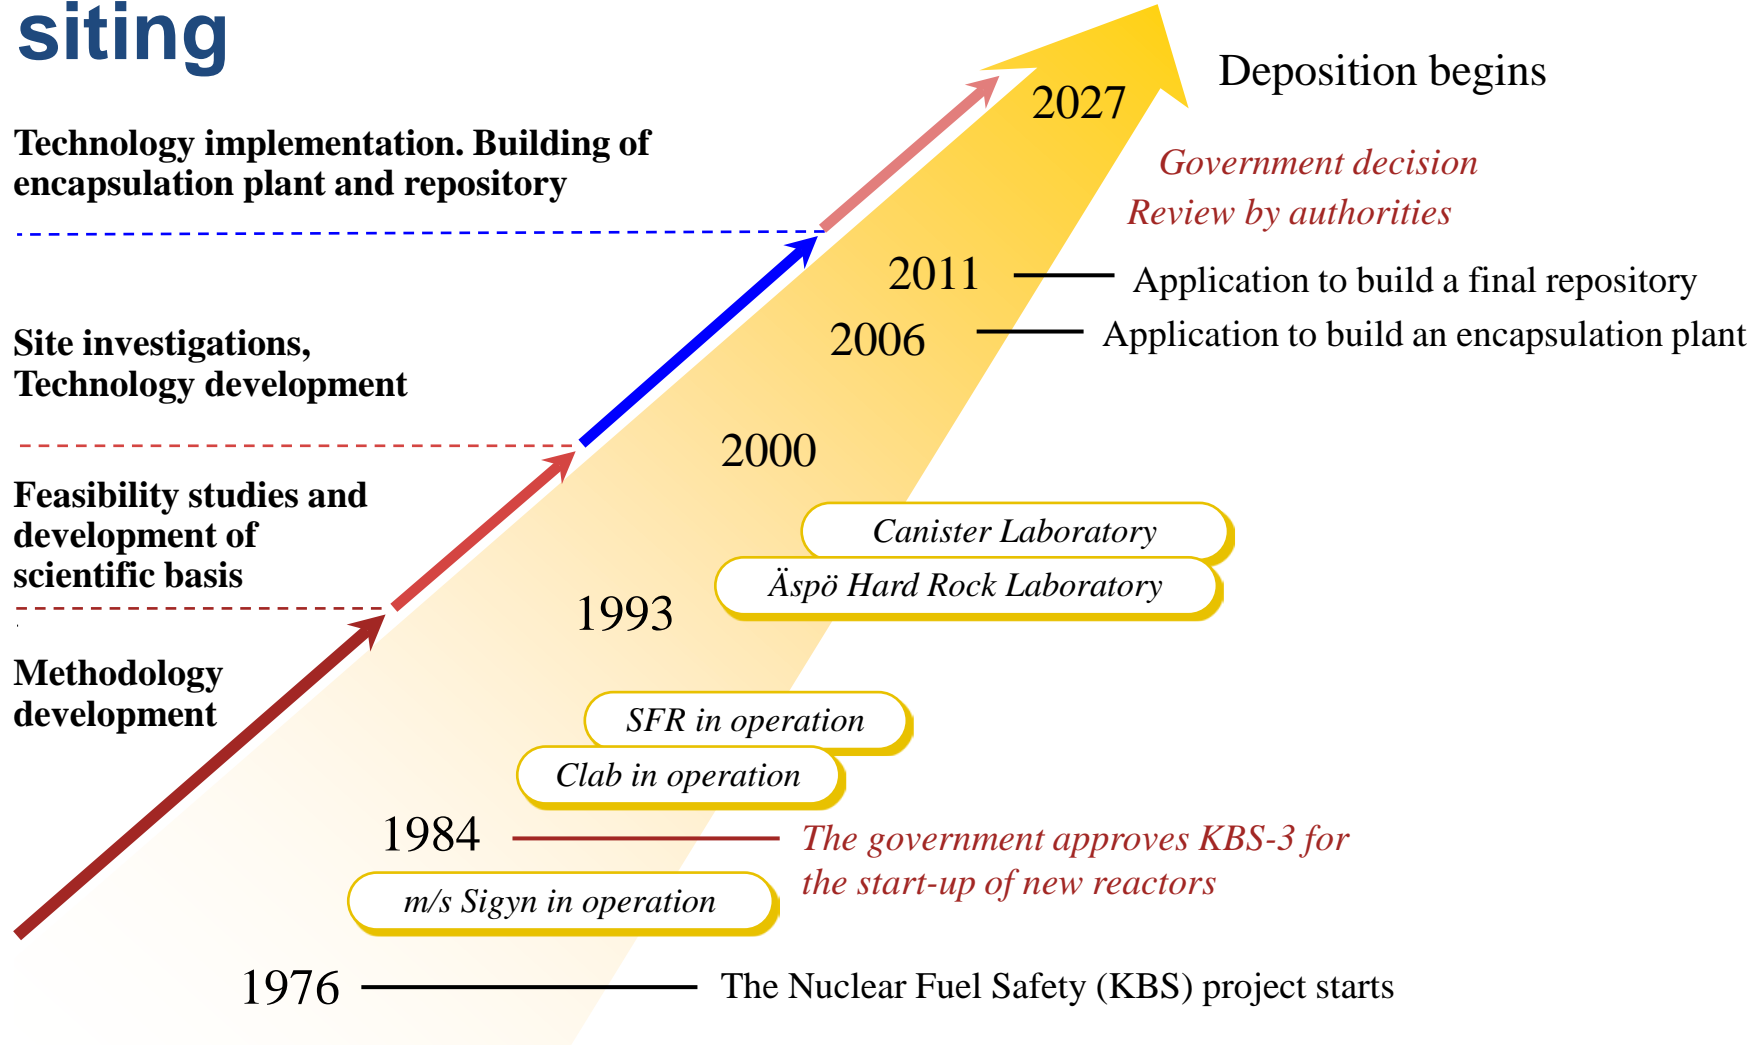 siting
Deposition begins
2027
Technology implementation. Building of
encapsulation plant and repository
Government decision
Review by authorities
2011
Application to build a final repository
2006
Application to build an encapsulation plant
Site investigations,
Technology development
2000
Feasibility studies and
development of
scientific basis
Canister Laboratory
Äspö Hard Rock Laboratory
1993
Methodology
development
SFR in operation
Clab in operation
1984
The government approves KBS-3 for
the start-up of new reactors
m/s Sigyn in operation
1976
The Nuclear Fuel Safety (KBS) project starts